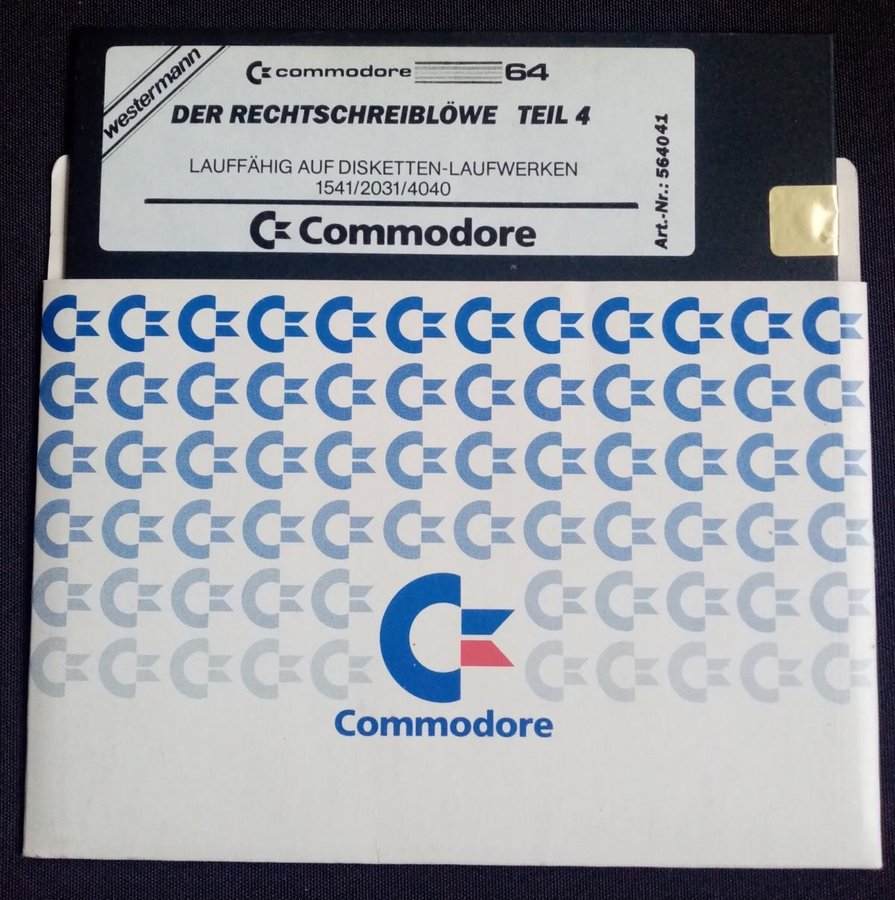 westermann
commodore 64
DER RECHTSCHREIBLÖWE TEIL 4
LAUFFÄHIG AUF DISKETTEN-LAUFWERKEN
1541/2031/4040
Commodore
Art.-Nr.: 564041
Commodore